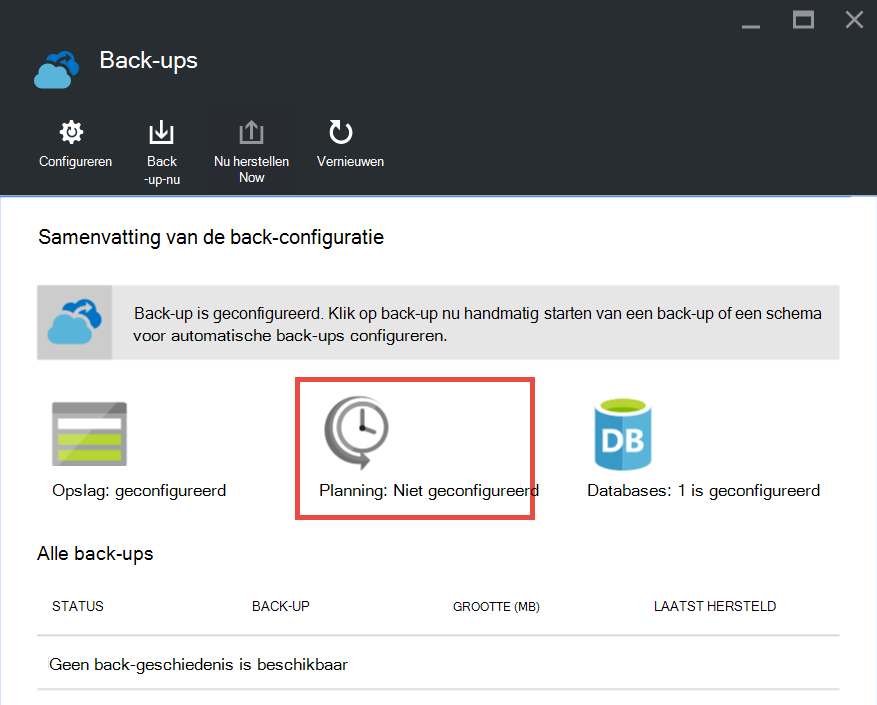 Back-ups
Configureren
Back
-up-nu
Nu herstellen
Now
Vernieuwen
Samenvatting van de back-configuratie
Back-up is geconfigureerd. Klik op back-up nu handmatig starten van een back-up of een schema
voor automatische back-ups configureren.
Opslag: geconfigureerd
Planning: Niet geconfigureerd
DB
Databases: 1 is geconfigureerd
Alle back-ups
STATUS BACK-UP GROOTTE (MB) LAATST HERSTELD
Geen back-geschiedenis is beschikbaar